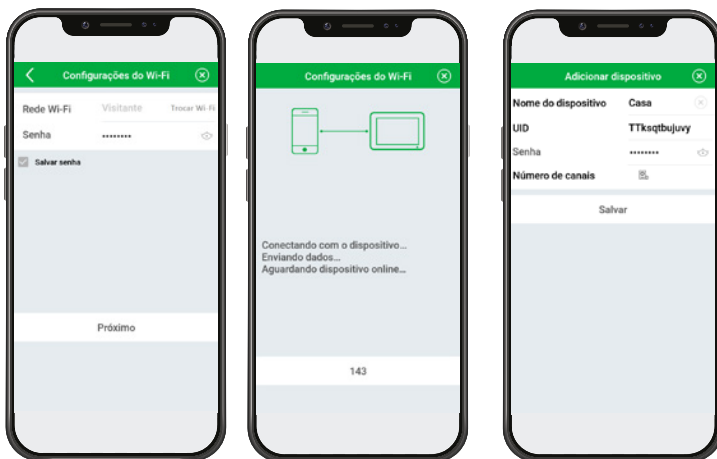 Configurações do Wi-Fi
Rede Wi-Fi Visitante Trocar Wi-Fi
Senha ••••••••
Salvar senha
Próximo
Configurações do Wi-Fi
Conectando com o dispositivo...
Enviando dados...
Aguardando dispositivo online...
143
Adicionar dispositivo
Nome do dispositivo Casa
UID TTksqtbujuvy
Senha ••••••••
Número de canais
Salvar